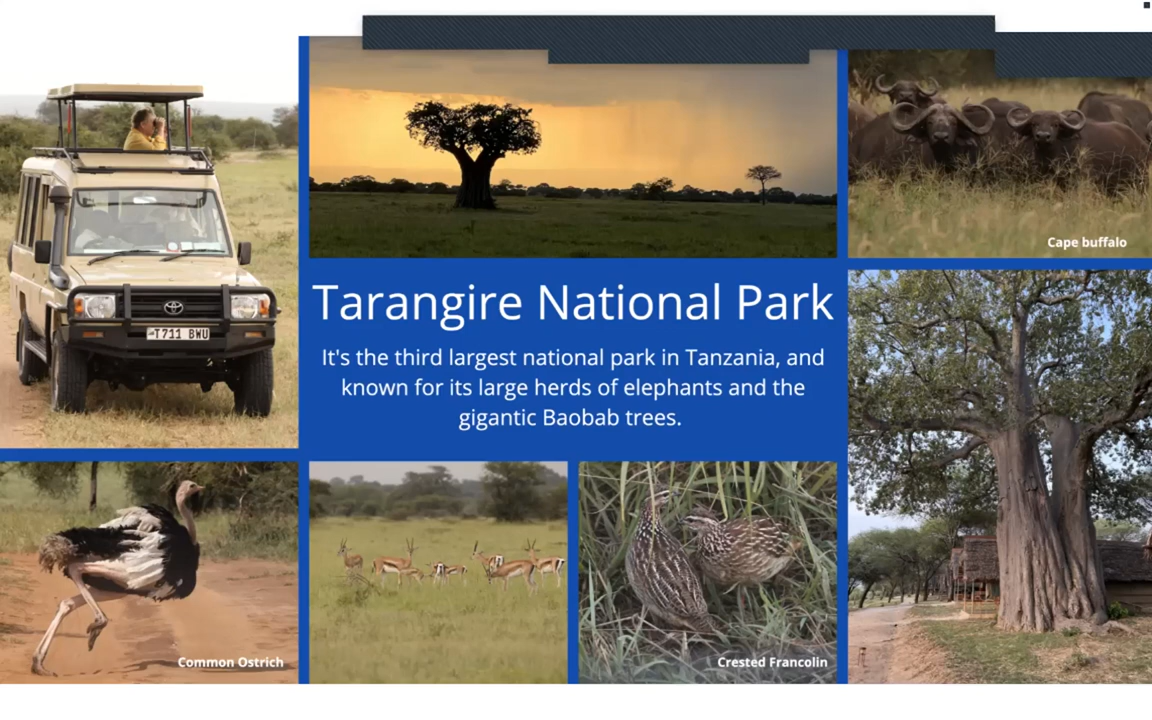 T711 BWU
Cape buffalo
Tarangire National Park
It's the third largest national park in Tanzania, and
known for its large herds of elephants and the
gigantic Baobab trees.
Common Ostrich
Crested Francolin